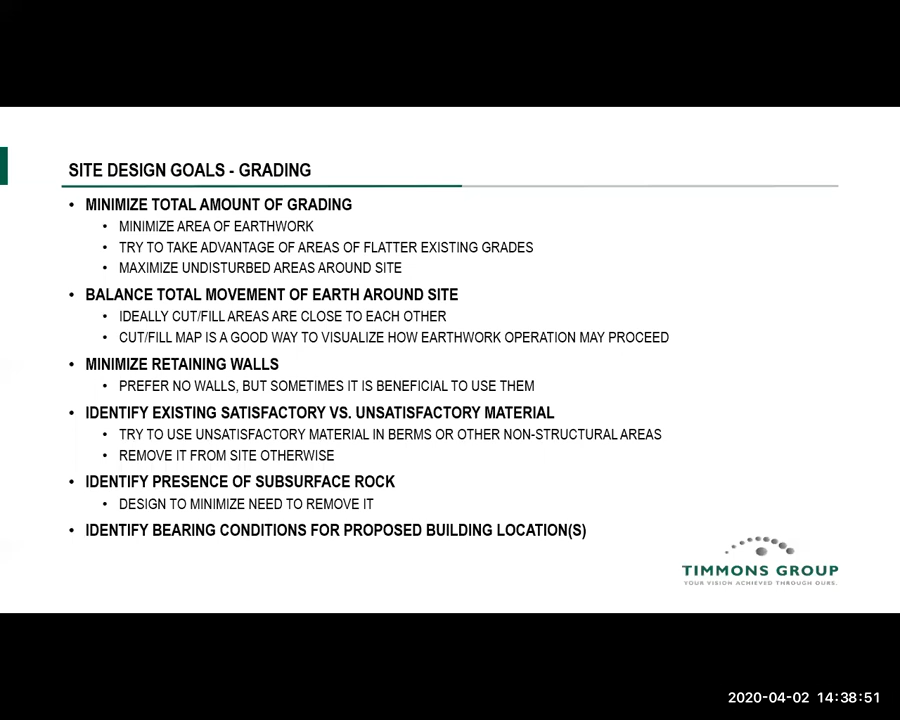 SITE DESIGN GOALS - GRADING
• MINIMIZE TOTAL AMOUNT OF GRADING
• MINIMIZE AREA OF EARTHWORK
• TRY TO TAKE ADVANTAGE OF AREAS OF FLATTER EXISTING GRADES
• MAXIMIZE UNDISTURBED AREAS AROUND SITE
• BALANCE TOTAL MOVEMENT OF EARTH AROUND SITE
• IDEALLY CUT/FILL AREAS ARE CLOSE TO EACH OTHER
• CUT/FILL MAP IS A GOOD WAY TO VISUALIZE HOW EARTHWORK OPERATION MAY PROCEED
• MINIMIZE RETAINING WALLS
• PREFER NO WALLS, BUT SOMETIMES IT IS BENEFICIAL TO USE THEM
• IDENTIFY EXISTING SATISFACTORY VS. UNSATISFACTORY MATERIAL
• TRY TO USE UNSATISFACTORY MATERIAL IN BERMS OR OTHER NON-STRUCTURAL AREAS
• REMOVE IT FROM SITE OTHERWISE
• IDENTIFY PRESENCE OF SUBSURFACE ROCK
• DESIGN TO MINIMIZE NEED TO REMOVE IT
• IDENTIFY BEARING CONDITIONS FOR PROPOSED BUILDING LOCATION(S)
TIMMONS GROUP
YOUR VISION ACHIEVED THROUGH OURS.
2020-04-02 14:38:51